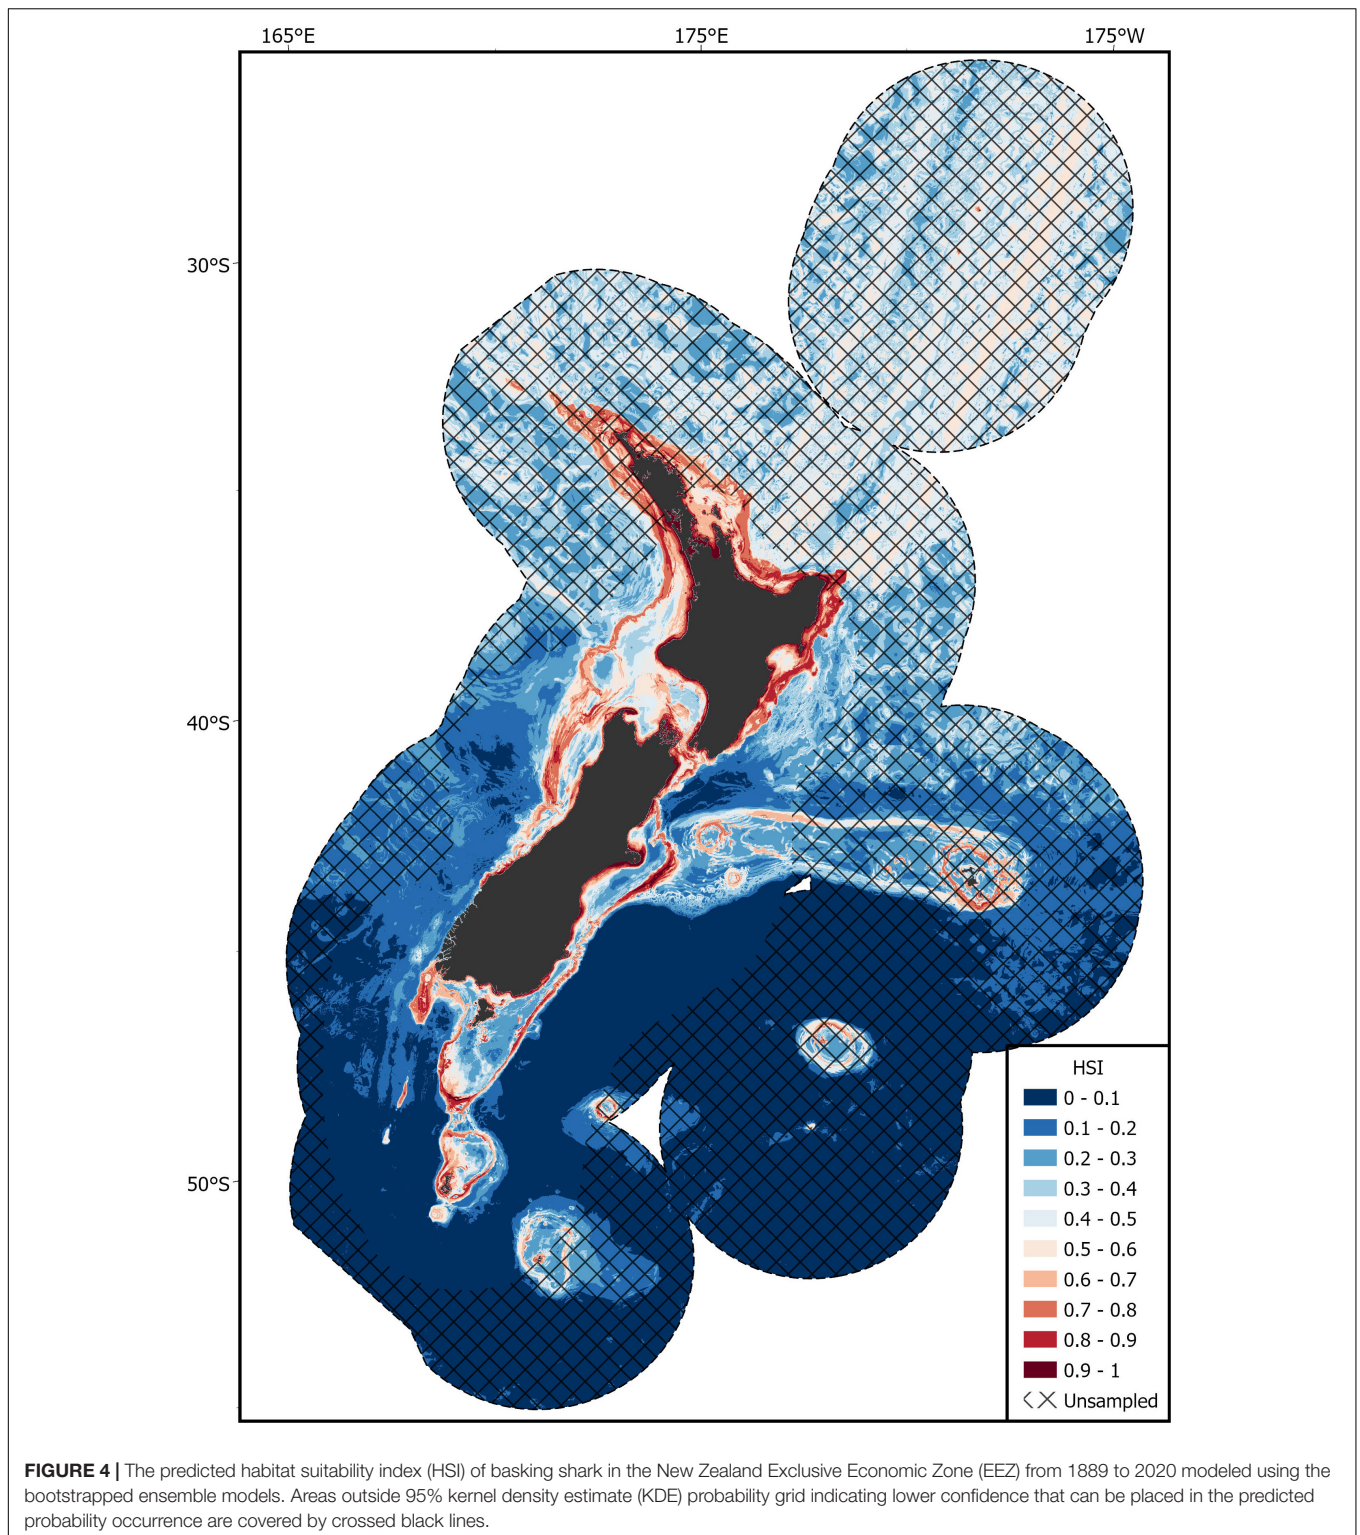 165°E 175°E 175°W
30°S
40°S
50°S
HSI
0 - 0.1
0.1 - 0.2
0.2 - 0.3
0.3 - 0.4
0.4 - 0.5
0.5 - 0.6
0.6 - 0.7
0.7 - 0.8
0.8 - 0.9
0.9 - 1
Unsampled
FIGURE 4 | The predicted habitat suitability index (HSI) of basking shark in the New Zealand Exclusive Economic Zone (EEZ) from 1889 to 2020 modeled using the
bootstrapped ensemble models. Areas outside 95% kernel density estimate (KDE) probability grid indicating lower confidence that can be placed in the predicted
probability occurrence are covered by crossed black lines.